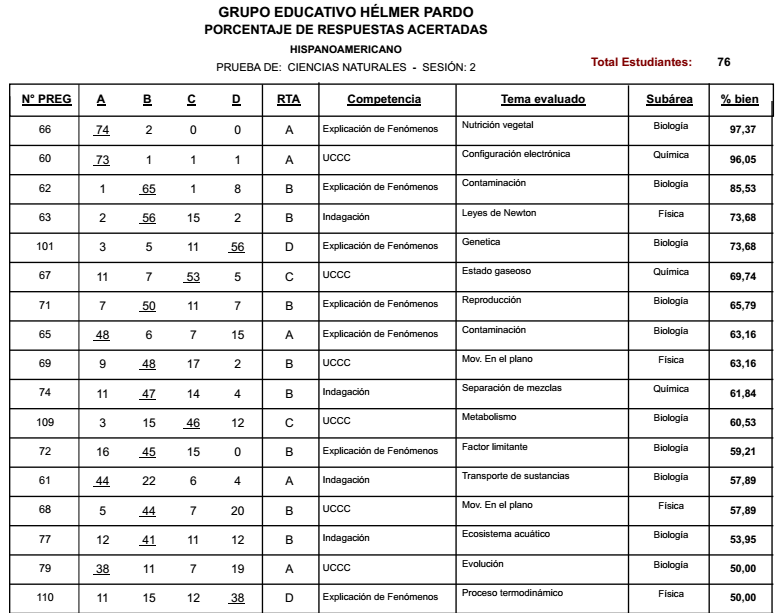 GRUPO EDUCATIVO HÉLMER PARDO
PORCENTAJE DE RESPUESTAS ACERTADAS
HISPANOAMERICANO
PRUEBA DE: CIENCIAS NATURALES - SESIÓN: 2
Total Estudiantes: 76
Nº PREG A B C D RTA Competencia Tema evaluado Subárea % bien
66 74 2 0 0 A Explicación de Fenómenos Nutrición vegetal Biología 97,37
60 73 1 1 1 A UCCC Configuración electrónica Química 96,05
62 1 65 1 8 B Explicación de Fenómenos Contaminación Biología 85,53
63 2 56 15 2 B Indagación Leyes de Newton Física 73,68
101 3 5 11 56 D Explicación de Fenómenos Genetica Biología 73,68
67 11 7 53 5 C UCCC Estado gaseoso Química 69,74
71 7 50 11 7 B Explicación de Fenómenos Reproducción Biología 65,79
65 48 6 7 15 A Explicación de Fenómenos Contaminación Biología 63,16
69 9 48 17 2 B UCCC Mov. En el plano Física 63,16
74 11 47 14 4 B Indagación Separación de mezclas Química 61,84
109 3 15 46 12 C UCCC Metabolismo Biología 60,53
72 16 45 15 0 B Explicación de Fenómenos Factor limitante Biología 59,21
61 44 22 6 4 A Indagación Transporte de sustancias Biología 57,89
68 5 44 7 20 B UCCC Mov. En el plano Física 57,89
77 12 41 11 12 B Indagación Ecosistema acuático Biología 53,95
79 38 11 7 19 A UCCC Evolución Biología 50,00
110 11 15 12 38 D Explicación de Fenómenos Proceso termodinámico Física 50,00